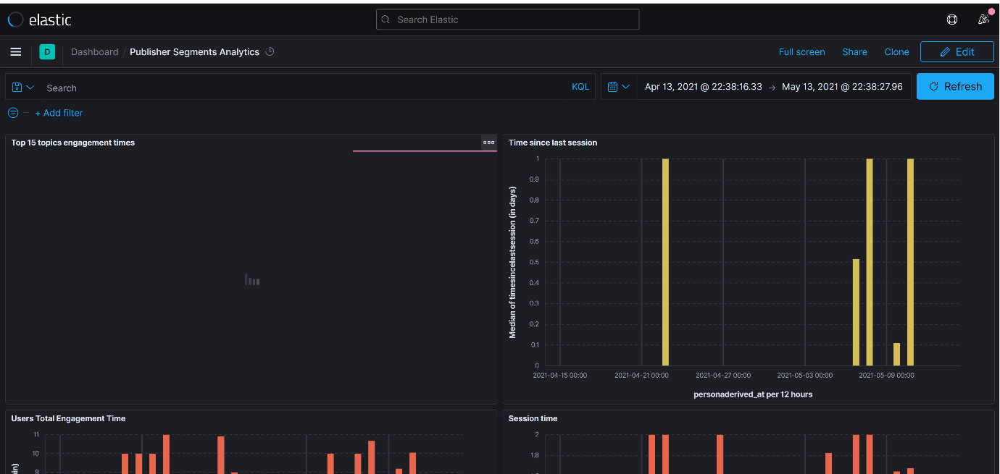 elastic
Search Elastic
D
Dashboard / Publisher Segments Analytics
Full screen
Share
Clone
Edit
Search
KQL
Apr 13, 2021 @ 22:38:16.33 → May 13, 2021 @ 22:38:27.96
Refresh
+ Add filter
Top 15 topics engagement times
Time since last session
Median of timesincelastsession (in days)
1
0.9
0.8
0.7
0.6
0.5
0.4
0.3
0.2
0.1
0
2021-04-15 00:00
2021-04-21 00:00
2021-04-27 00:00
2021-05-03 00:00
2021-05-09 00:00
personaderived_at per 12 hours
Users Total Engagement Time
11
10
9
Session time
2
1.8